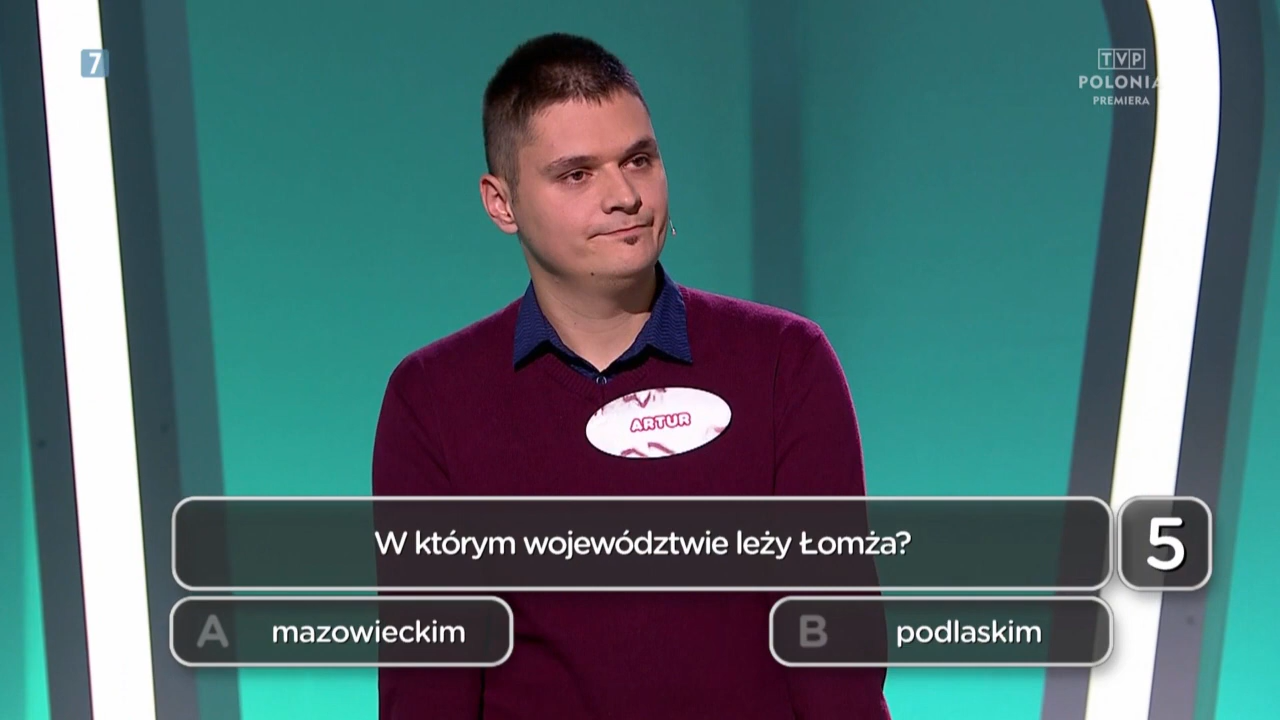 7
TVP
POLONIA
PREMIERA
ARTUR
W którym województwie leży Łomża?
5
A mazowieckim
B podlaskim